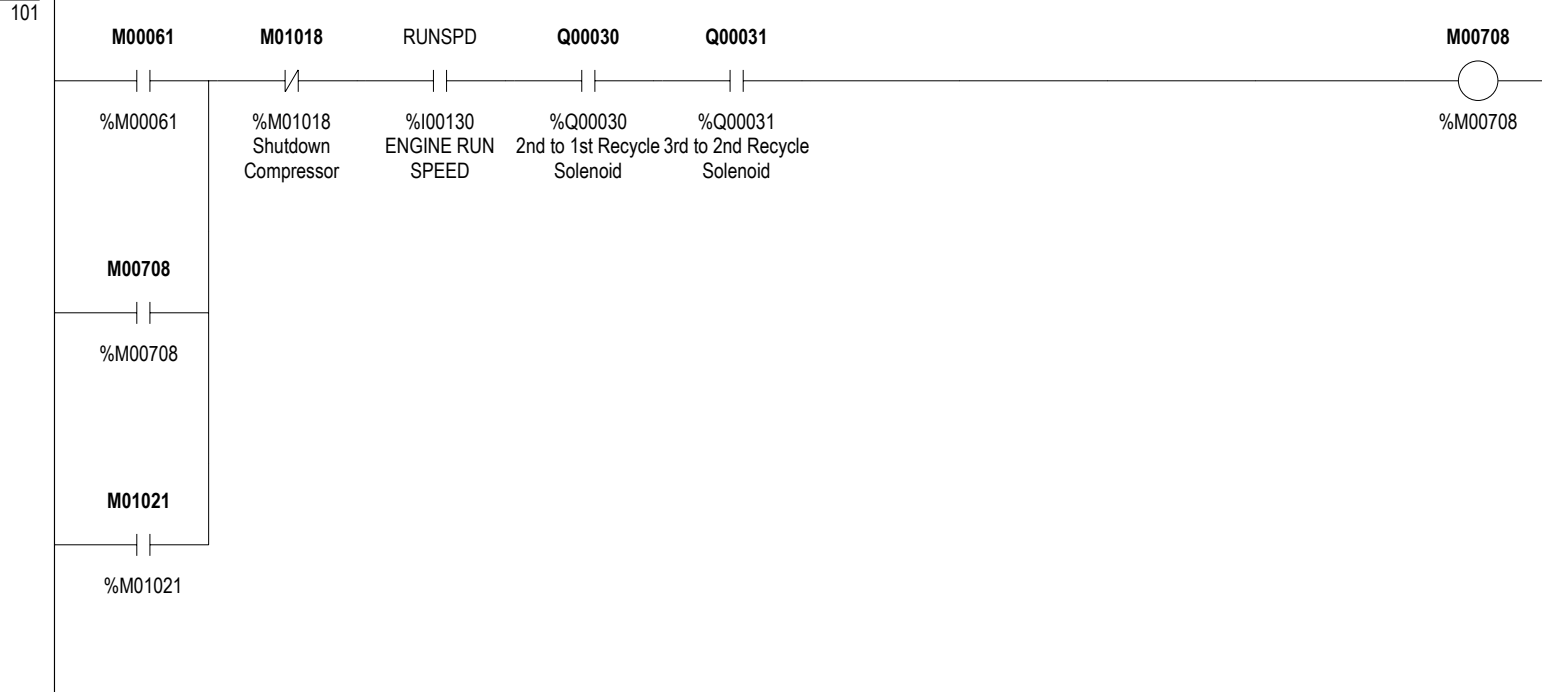 101
M00061 M01018 RUNSPD Q00030 Q00031 M00708
%M00061 %M01018 %I00130 %Q00030 %Q00031 %M00708
Shutdown ENGINE RUN 2nd to 1st Recycle 3rd to 2nd Recycle
Compressor SPEED Solenoid Solenoid
M00708
%M00708
M01021
%M01021